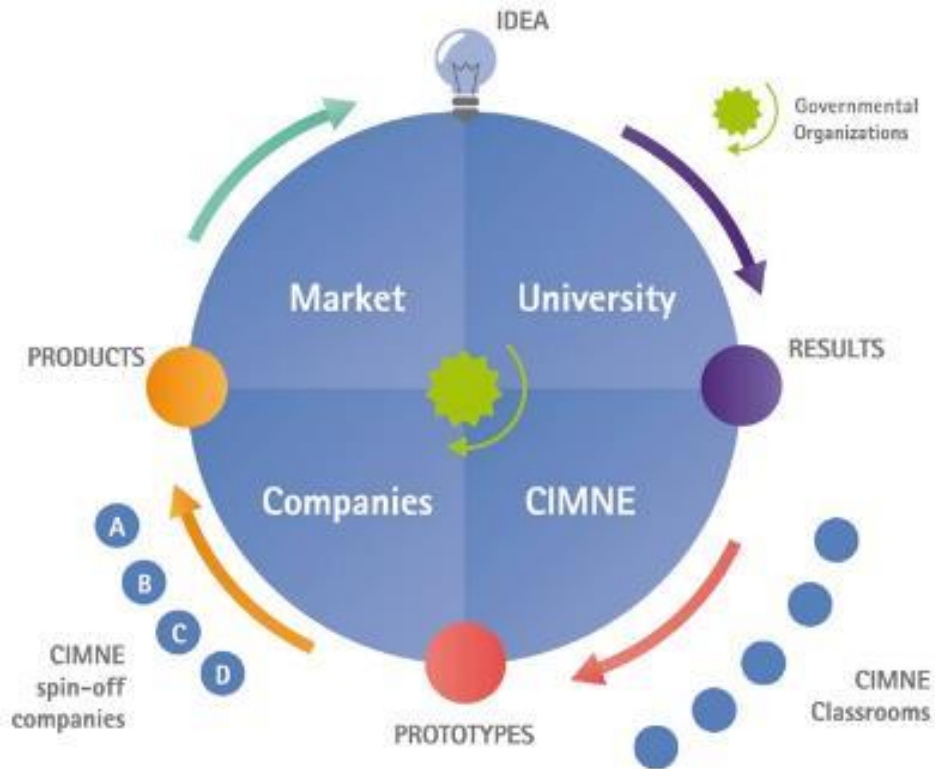 IDEA
Governmental
Organizations
Market
University
PRODUCTS
RESULTS
Companies
CIMNE
A
B
C
D
CIMNE
spin-off
companies
PROTOTYPES
CIMNE
Classrooms